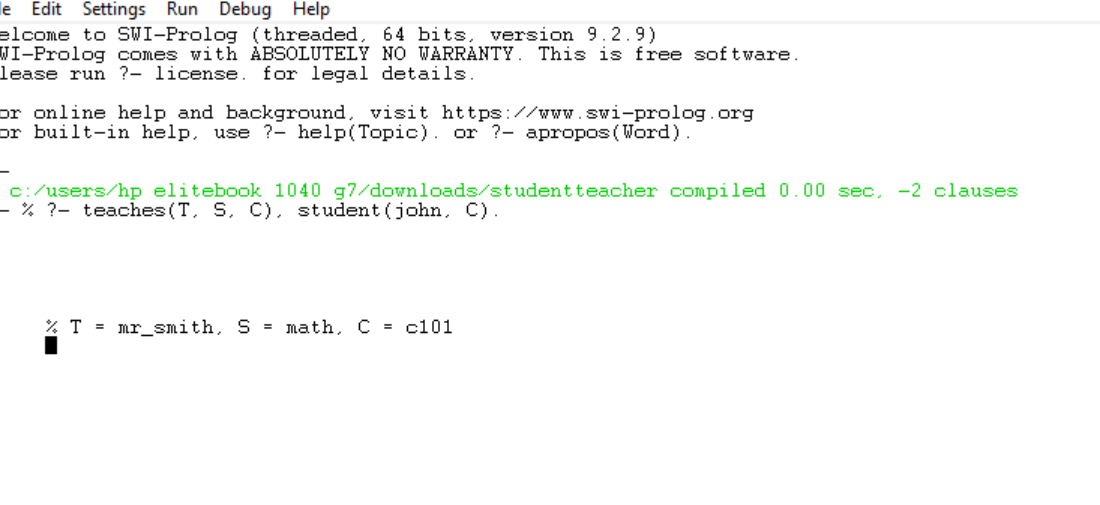 le Edit Settings Run Debug Help
elcome to SWI-Prolog (threaded, 64 bits, version 9.2.9)
WI-Prolog comes with ABSOLUTELY NO WARRANTY. This is free software.
lease run ?- license. for legal details.
or online help and background, visit https://www.swi-prolog.org
or built-in help, use ?- help(Topic). or ?- apropos(Word).
-
c:/users/hp elitebook 1040 g7/downloads/studentteacher compiled 0.00 sec, -2 clauses
- % ?- teaches(T, S, C), student(john, C).
% T = mr_smith, S = math, C = c101